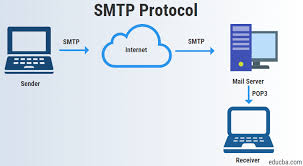 SMTP Protocol
SMTP
Internet
SMTP
Sender
Mail Server
POP3
Receiver
educba.com